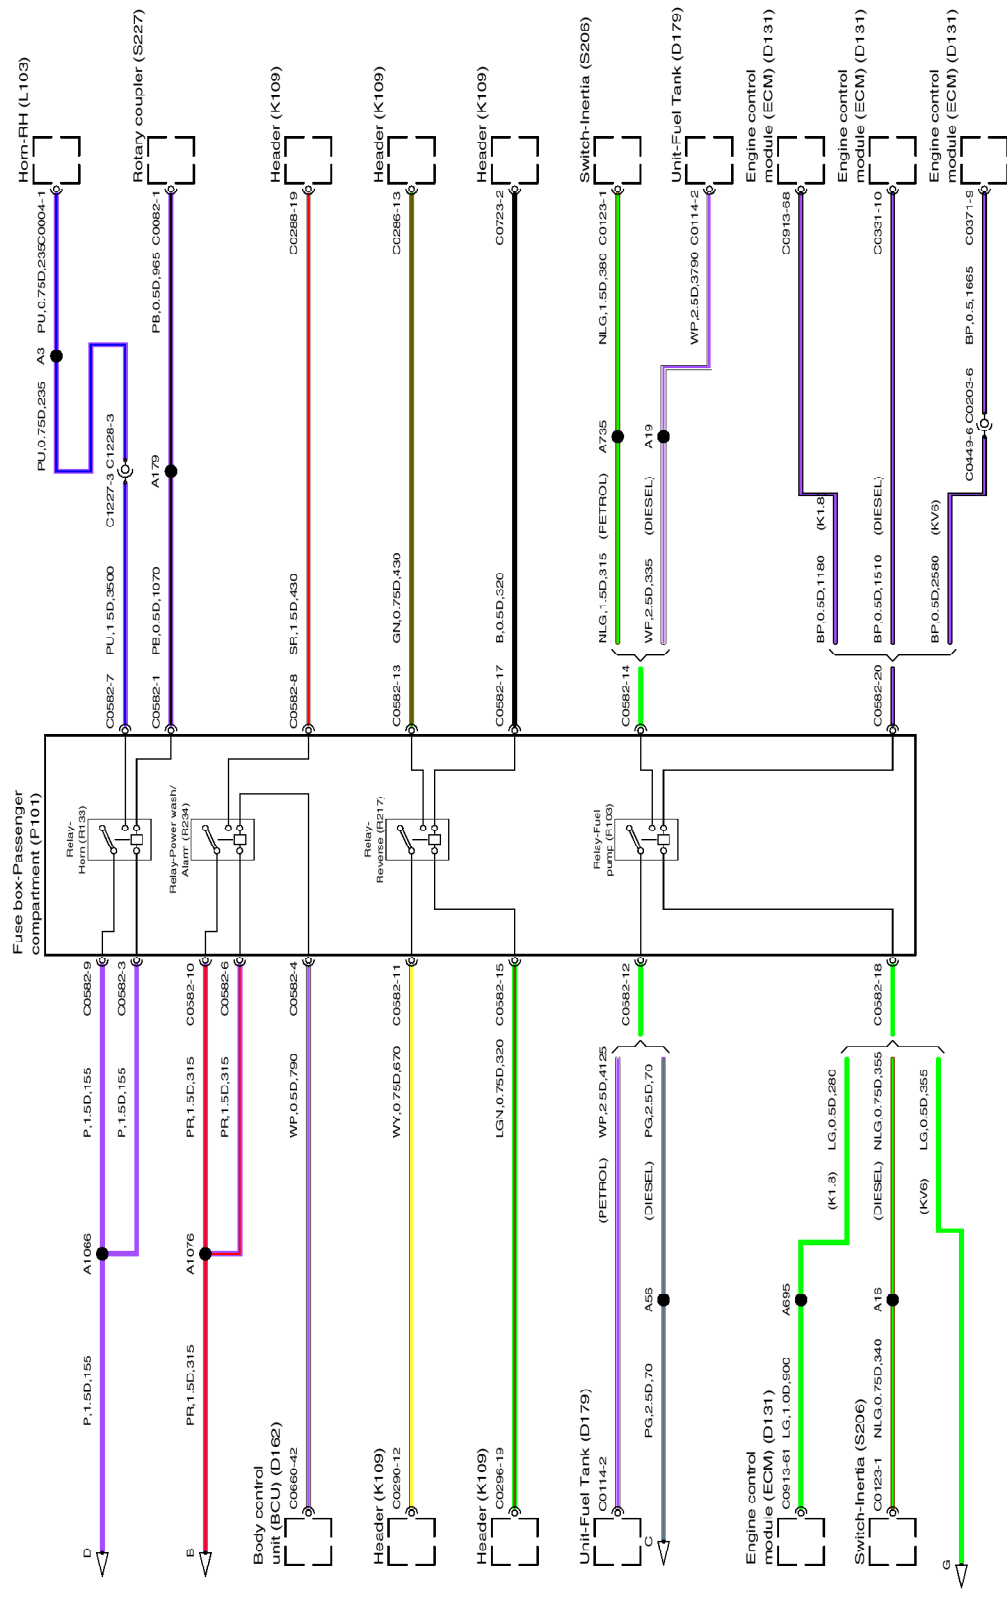 Horn-RH (L103)
Rotary coupler (S227)
Header (K109)
Header (K109)
Header (K109)
Switch-Inertia (S206)
Unit-Fuel Tank (D179)
Engine control
module (ECM) (D131)
Engine control
module (ECM) (D131)
Engine control
module (ECM) (D131)
C0004-1
PU,0.75D,235
A3
PU,0.75D,235
C1228-3
C1227-3
PU,1.5D,3500
C0582-7
C0082-1
PB,0.5D,965
A179
PB,0.5D,1070
C0582-1
C0288-19
SR,1.5D,430
C0582-8
C0286-13
GN,0.75D,430
C0582-13
C0723-2
B,0.5D,320
C0582-17
C0123-1
NLG,1.5D,380
A735
(PETROL)
NLG,1.5D,315
C0114-2
WP,2.5D,3790
A19
(DIESEL)
WP,2.5D,335
C0582-14
C0913-68
(K1.8)
BP,0.5D,1180
C0331-10
(DIESEL)
BP,0.5D,1510
C0371-9
BP,0.5,1665
C0203-6
C0449-6
(KV6)
BP,0.5D,2580
C0582-20
Fuse box-Passenger
compartment (P101)
Relay-
Horn (R133)
Relay-Power wash/
Alarm (R234)
Relay-
Reverse (R217)
Relay-Fuel
pump (R103)
C0582-9
P,1.5D,155
A1066
P,1.5D,155
D
C0582-3
P,1.5D,155
C0582-10
PR,1.5D,315
A1076
PR,1.5D,315
B
C0582-6
PR,1.5D,315
C0582-4
WP,0.5D,790
C0660-42
Body control
unit (BCU) (D162)
C0582-11
WY,0.75D,670
C0290-12
Header (K109)
C0582-15
LGN,0.75D,320
C0296-19
Header (K109)
C0582-12
WP,2.5D,4125
(PETROL)
C0114-2
Unit-Fuel Tank (D179)
PG,2.5D,70
(DIESEL)
PG,2.5D,70
C
C0582-18
LG,0.5D,280
(K1.8)
A695
LG,1.0D,900
C0913-61
Engine control
module (ECM) (D131)
NLG,0.75D,355
(DIESEL)
NLG,0.75D,340
C0123-1
Switch-Inertia (S206)
LG,0.5D,355
(KV6)
G